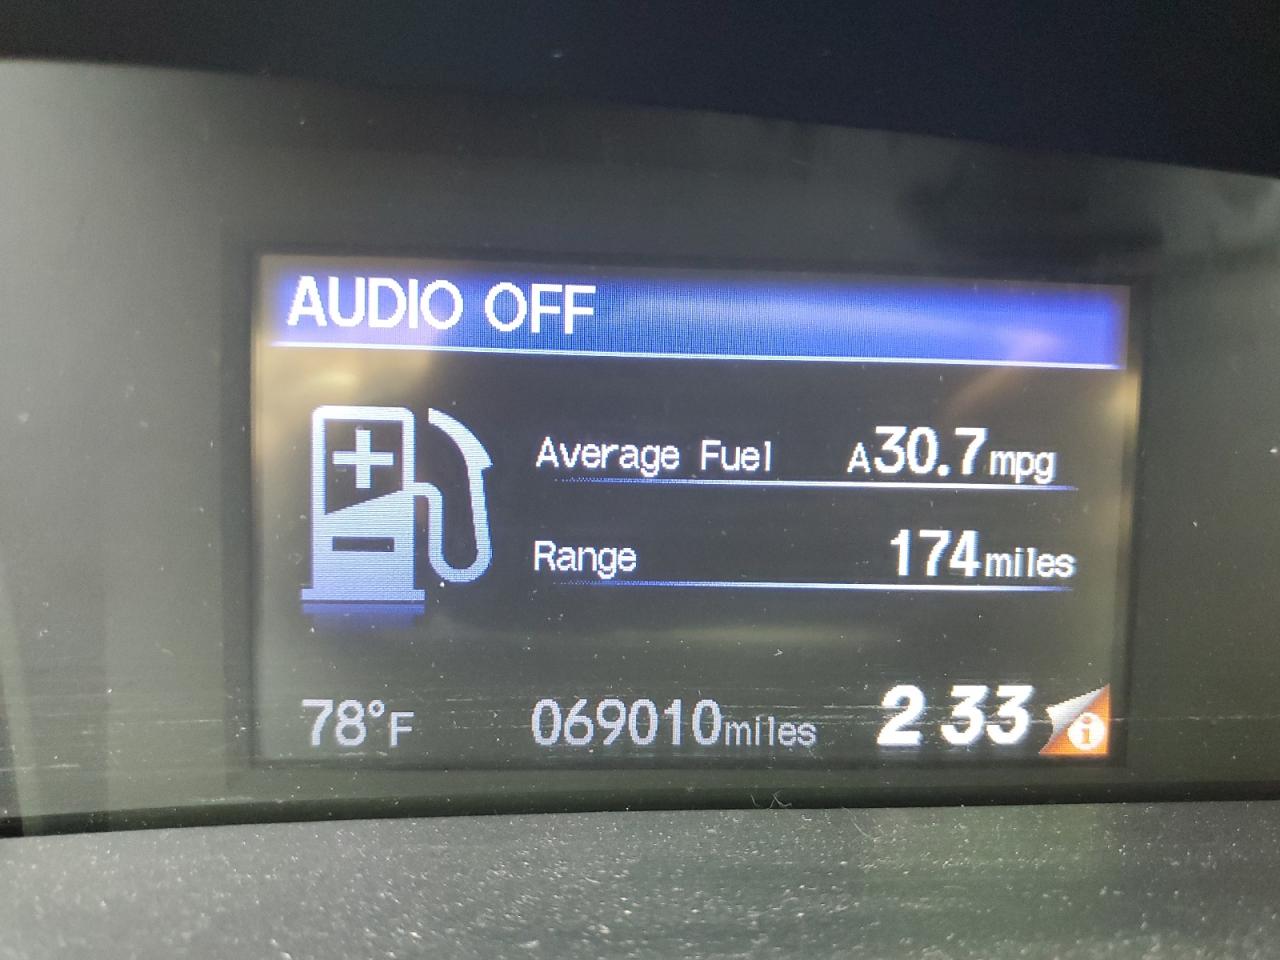 AUDIO OFF
Average Fuel A30.7mpg
Range 174miles
78°F 069010miles 2 33 i